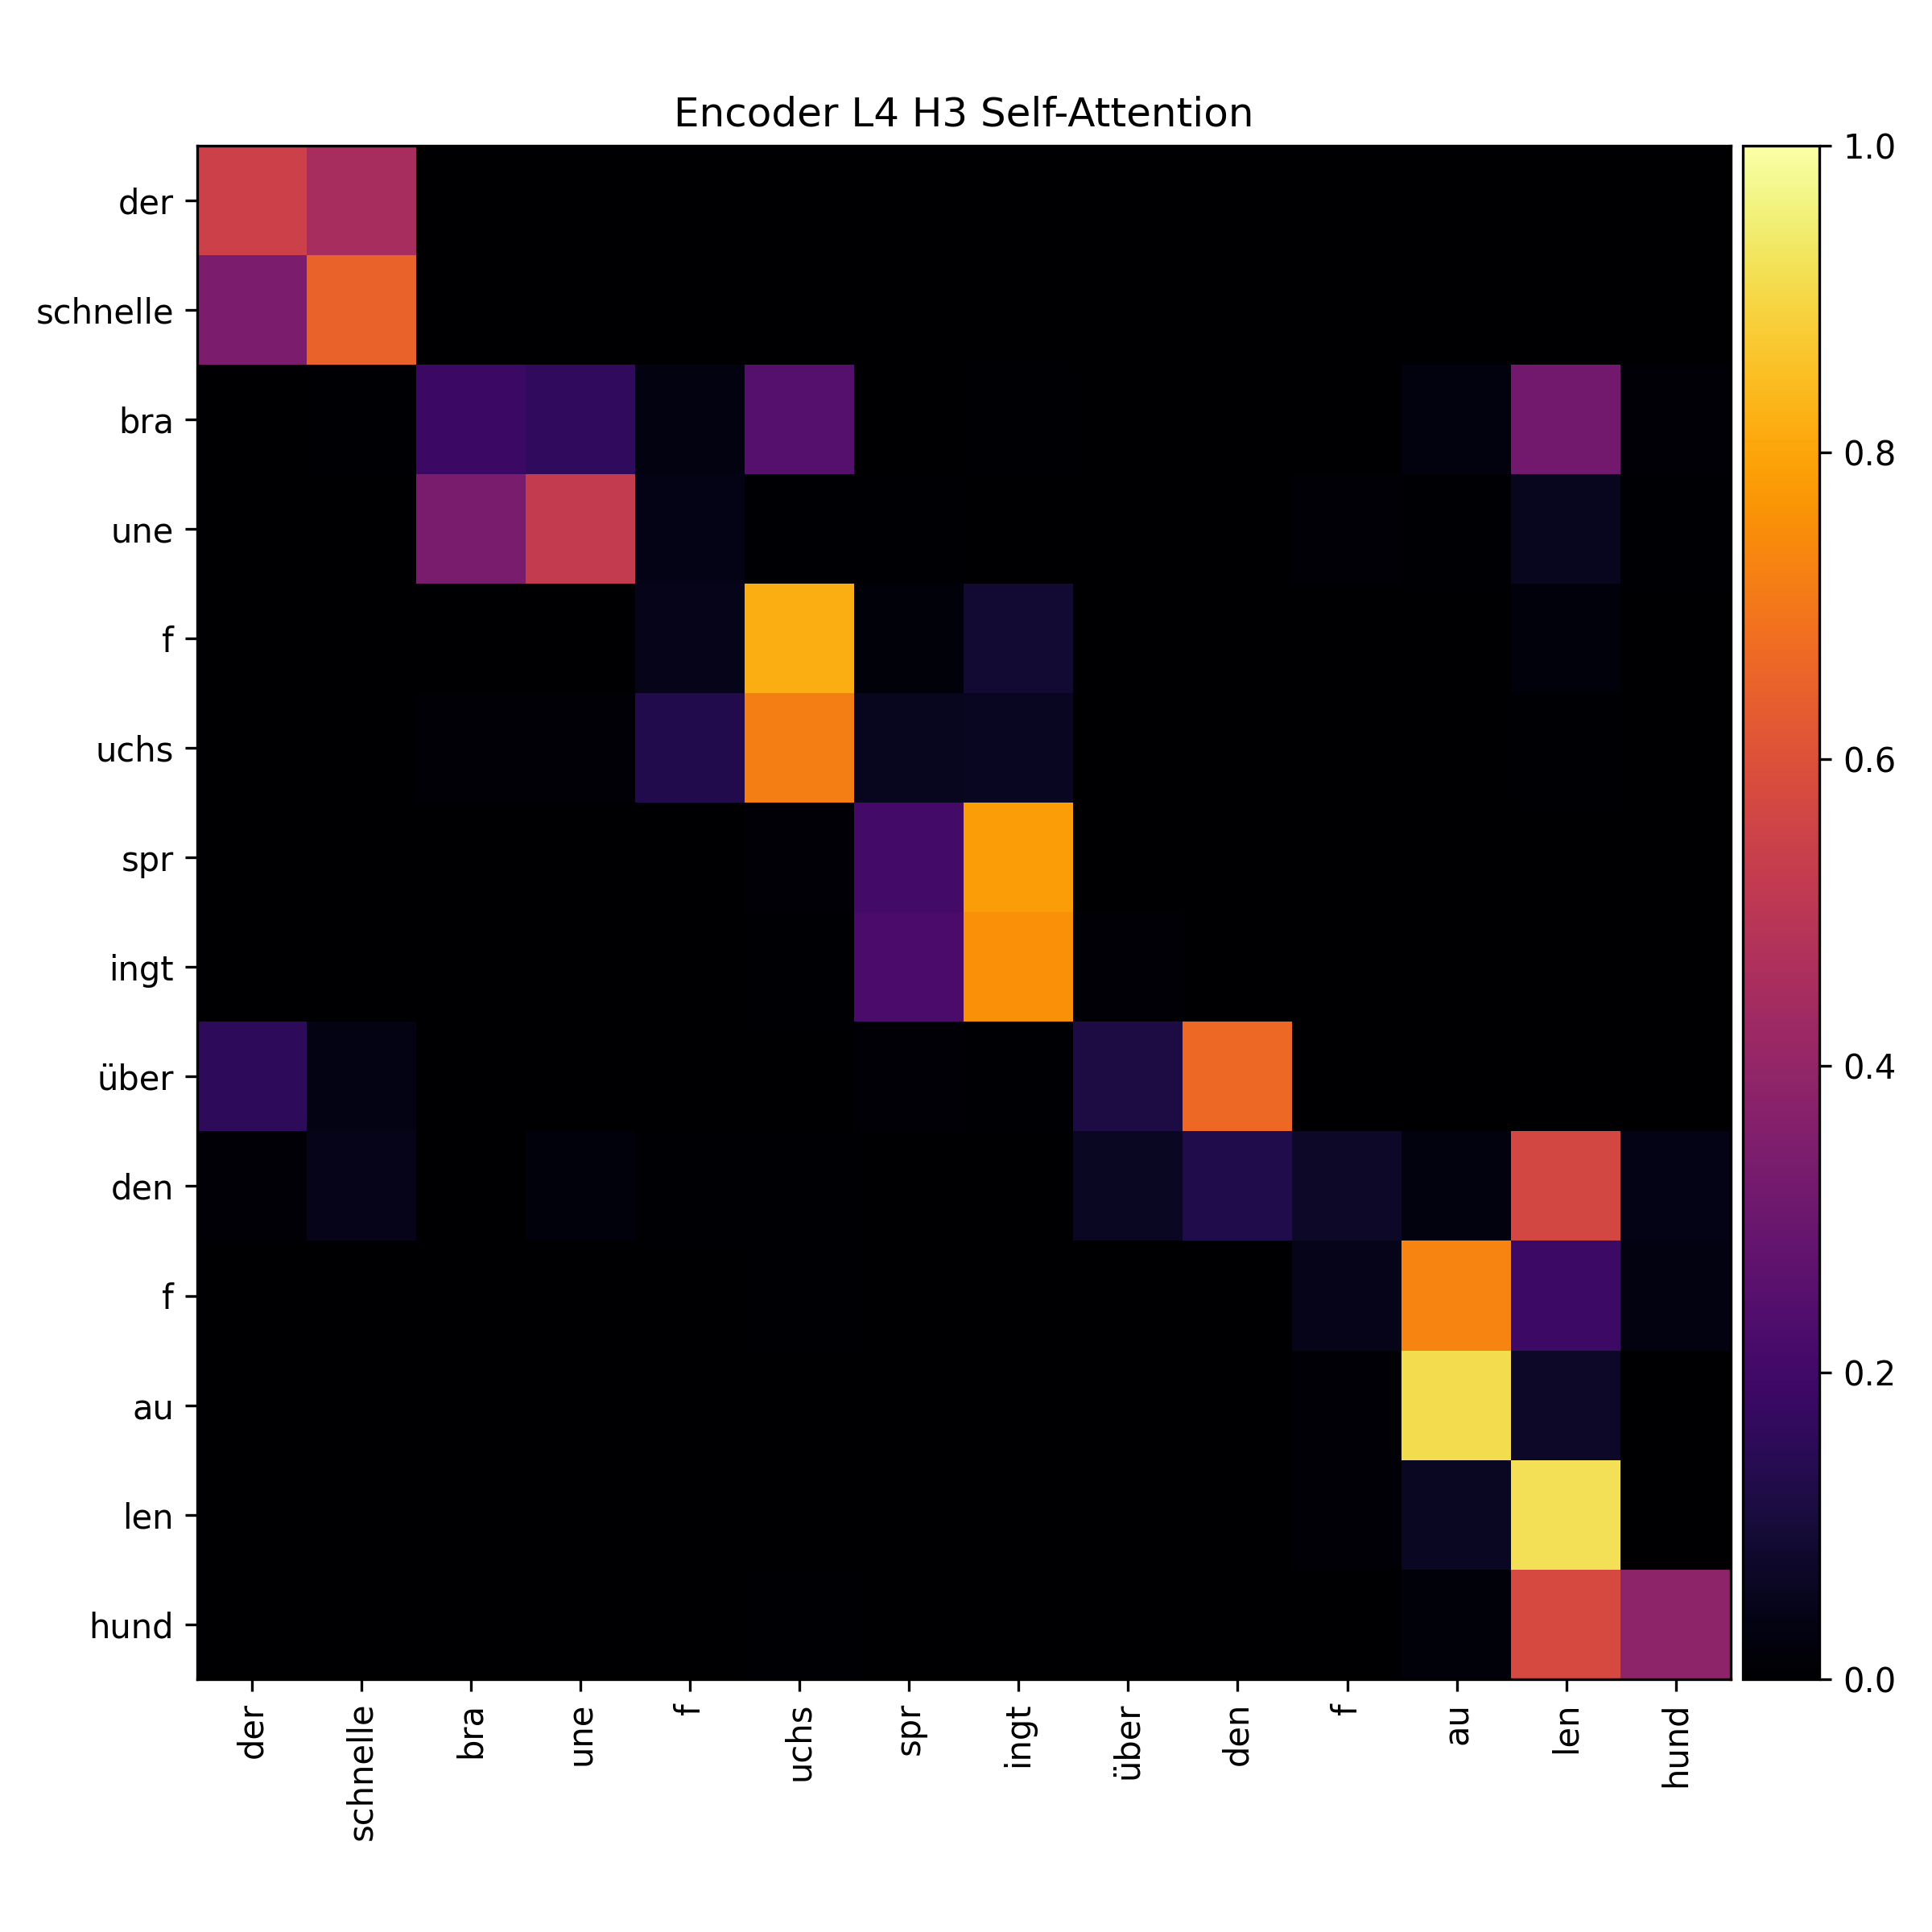 Encoder L4 H3 Self-Attention
der
schnelle
bra
une
f
uchs
spr
ingt
über
den
f
au
len
hund
der
schnelle
bra
une
f
uchs
spr
ingt
über
den
f
au
len
hund
1.0
0.8
0.6
0.4
0.2
0.0